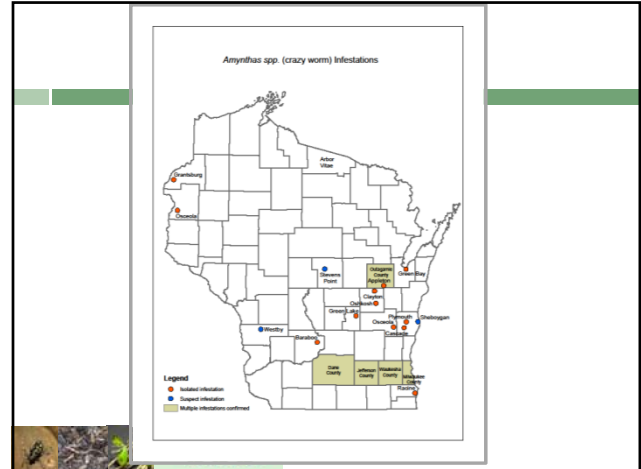 Amynthas spp. (crazy worm) Infestations
Arbor
Vitae
Grantsburg
Osceola
Stevens
Point
Outagamie
County
Appleton
Green Bay
Clayton
Oshkosh
Green Lake
Plymouth
Sheboygan
Osceola
Cascade
Westby
Baraboo
Dane
County
Jefferson
County
Waukesha
County
Milwaukee
County
Racine
Legend
Isolated infestation
Suspect infestation
Multiple infestations confirmed